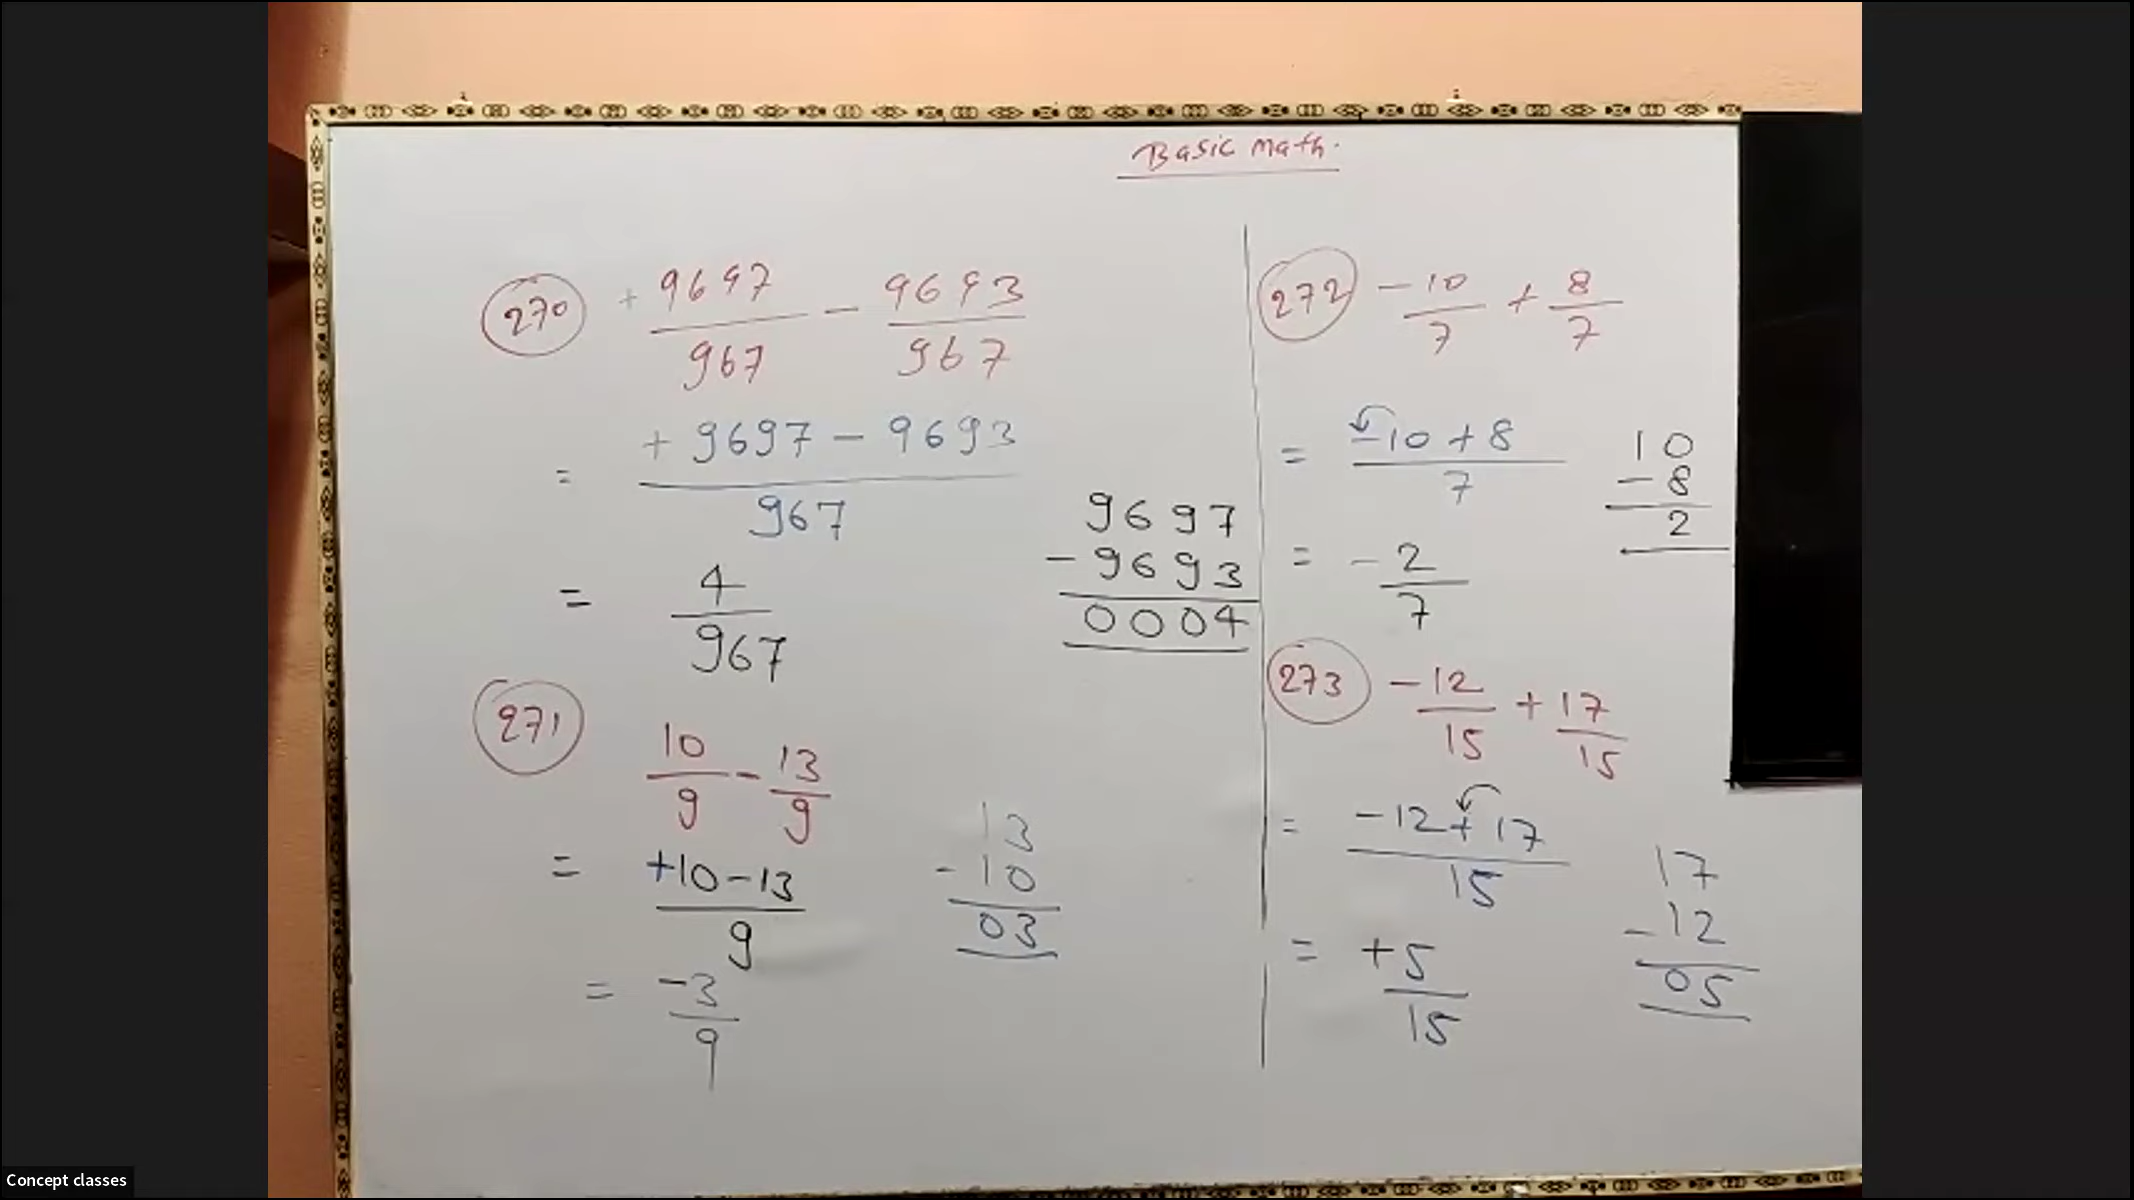 Basic Math.
270 + 9697/967 - 9693/967
= + 9697 - 9693 / 967
= 4/967
9697
- 9693
0004
271 10/9 - 13/9
= +10 - 13 / 9
= -3/9
13
- 10
03
272 - 10/7 + 8/7
= -10 + 8 / 7
= - 2/7
10
- 8
2
273 - 12/15 + 17/15
= -12 + 17 / 15
= + 5/15
17
- 12
05
Concept classes